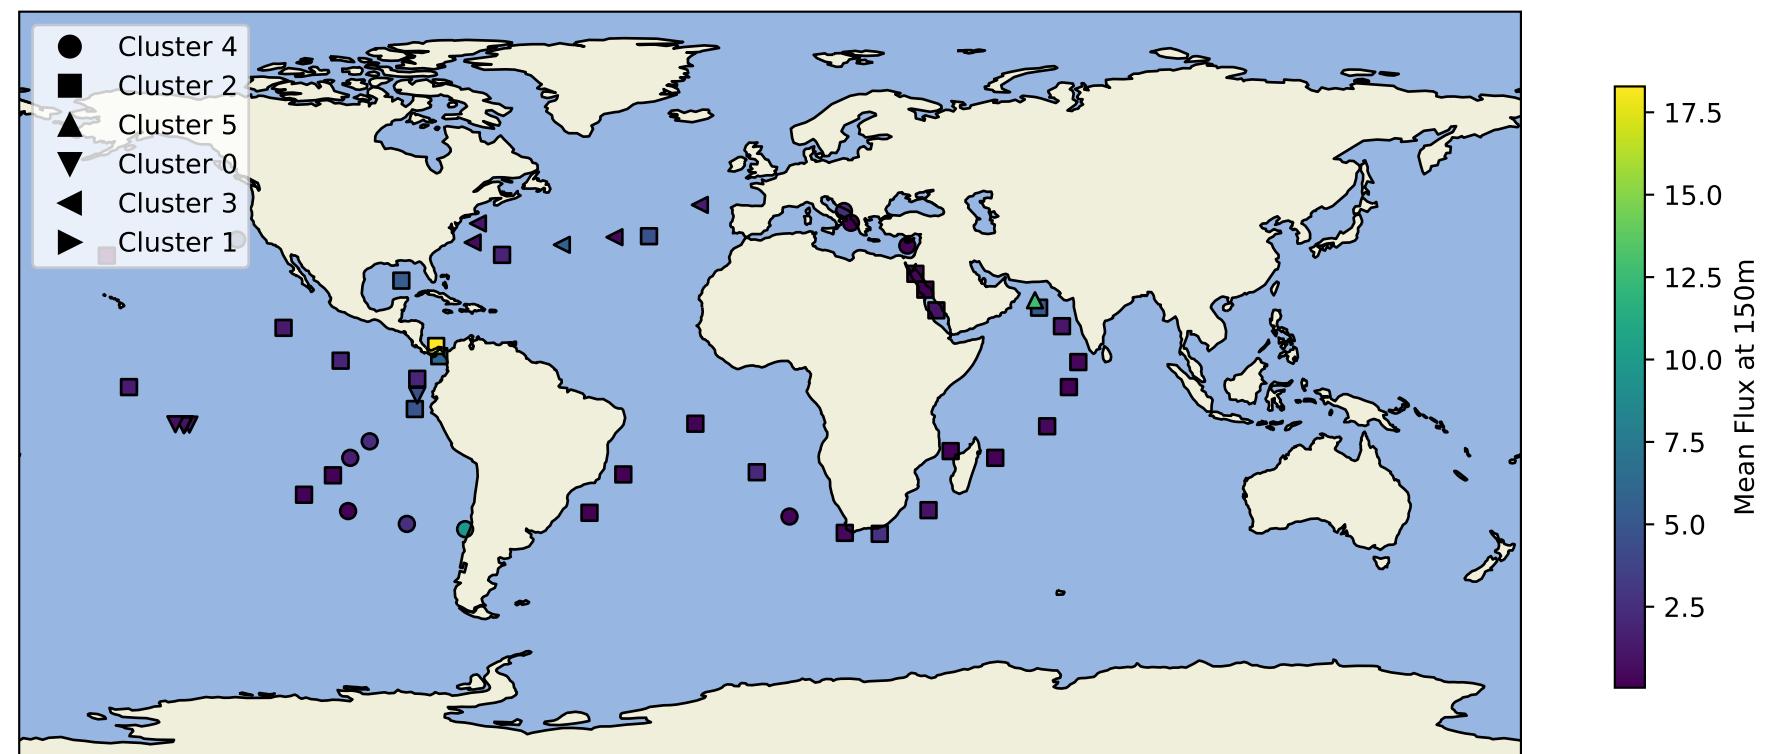 Cluster 4
Cluster 2
Cluster 5
Cluster 0
Cluster 3
Cluster 1
17.5
15.0
12.5
10.0
7.5
5.0
2.5
Mean Flux at 150m